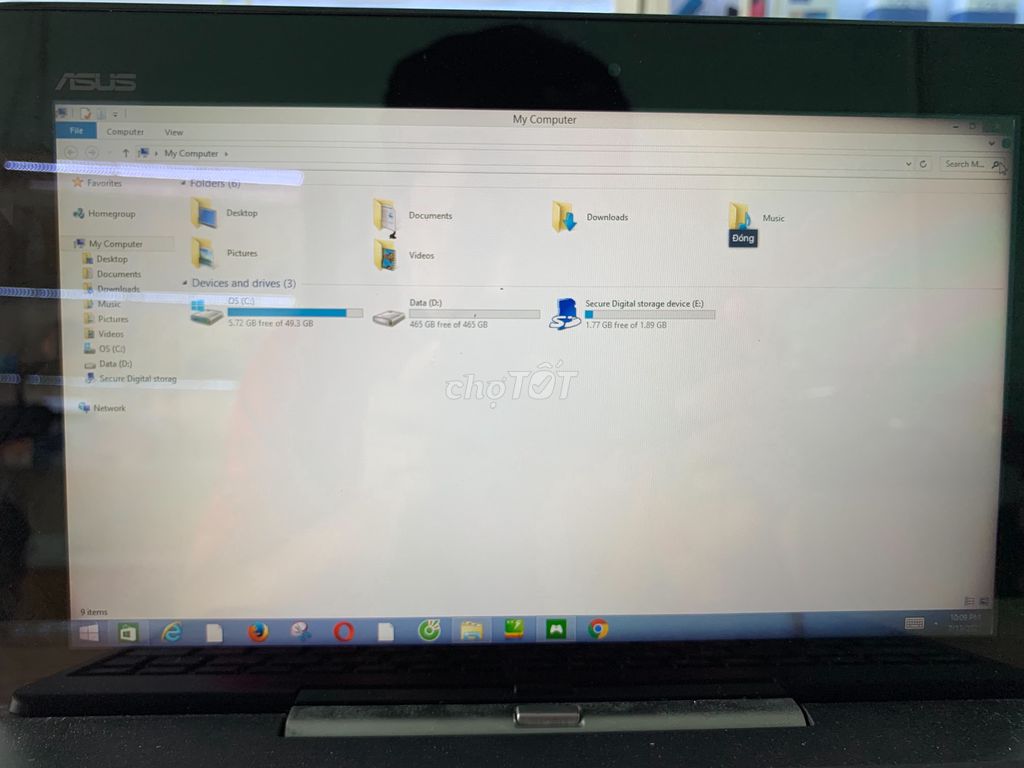 ASUS
My Computer
File Computer View
My Computer
Search M...
Favorites
Homegroup
My Computer
Desktop
Documents
Downloads
Music
Pictures
Videos
OS (C:)
Data (D:)
Secure Digital storag
Network
Folders (6)
Desktop
Documents
Downloads
Music
Đóng
Pictures
Videos
Devices and drives (3)
OS (C:)
5.72 GB free of 49.3 GB
Data (D:)
465 GB free of 465 GB
Secure Digital storage device (E:)
1.77 GB free of 1.89 GB
chợTỐT
9 items
10:09 PM